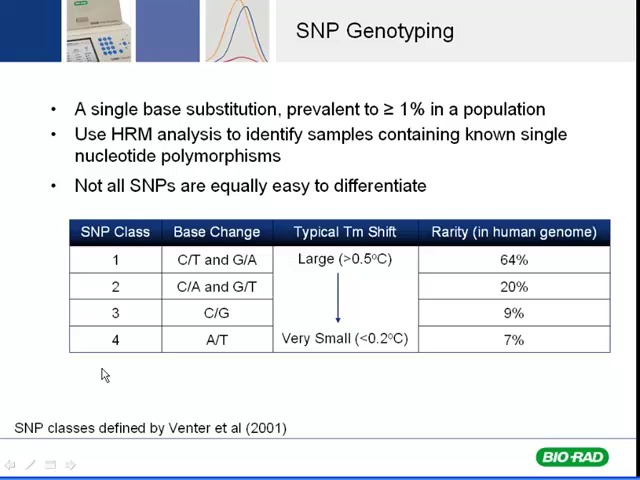 SNP Genotyping
• A single base substitution, prevalent to ≥ 1% in a population
• Use HRM analysis to identify samples containing known single
nucleotide polymorphisms
• Not all SNPs are equally easy to differentiate
SNP Class Base Change Typical Tm Shift Rarity (in human genome)
1 C/T and G/A Large (>0.5°C) 64%
2 C/A and G/T 20%
3 C/G 9%
4 A/T Very Small (<0.2°C) 7%
SNP classes defined by Venter et al (2001)
BIO-RAD